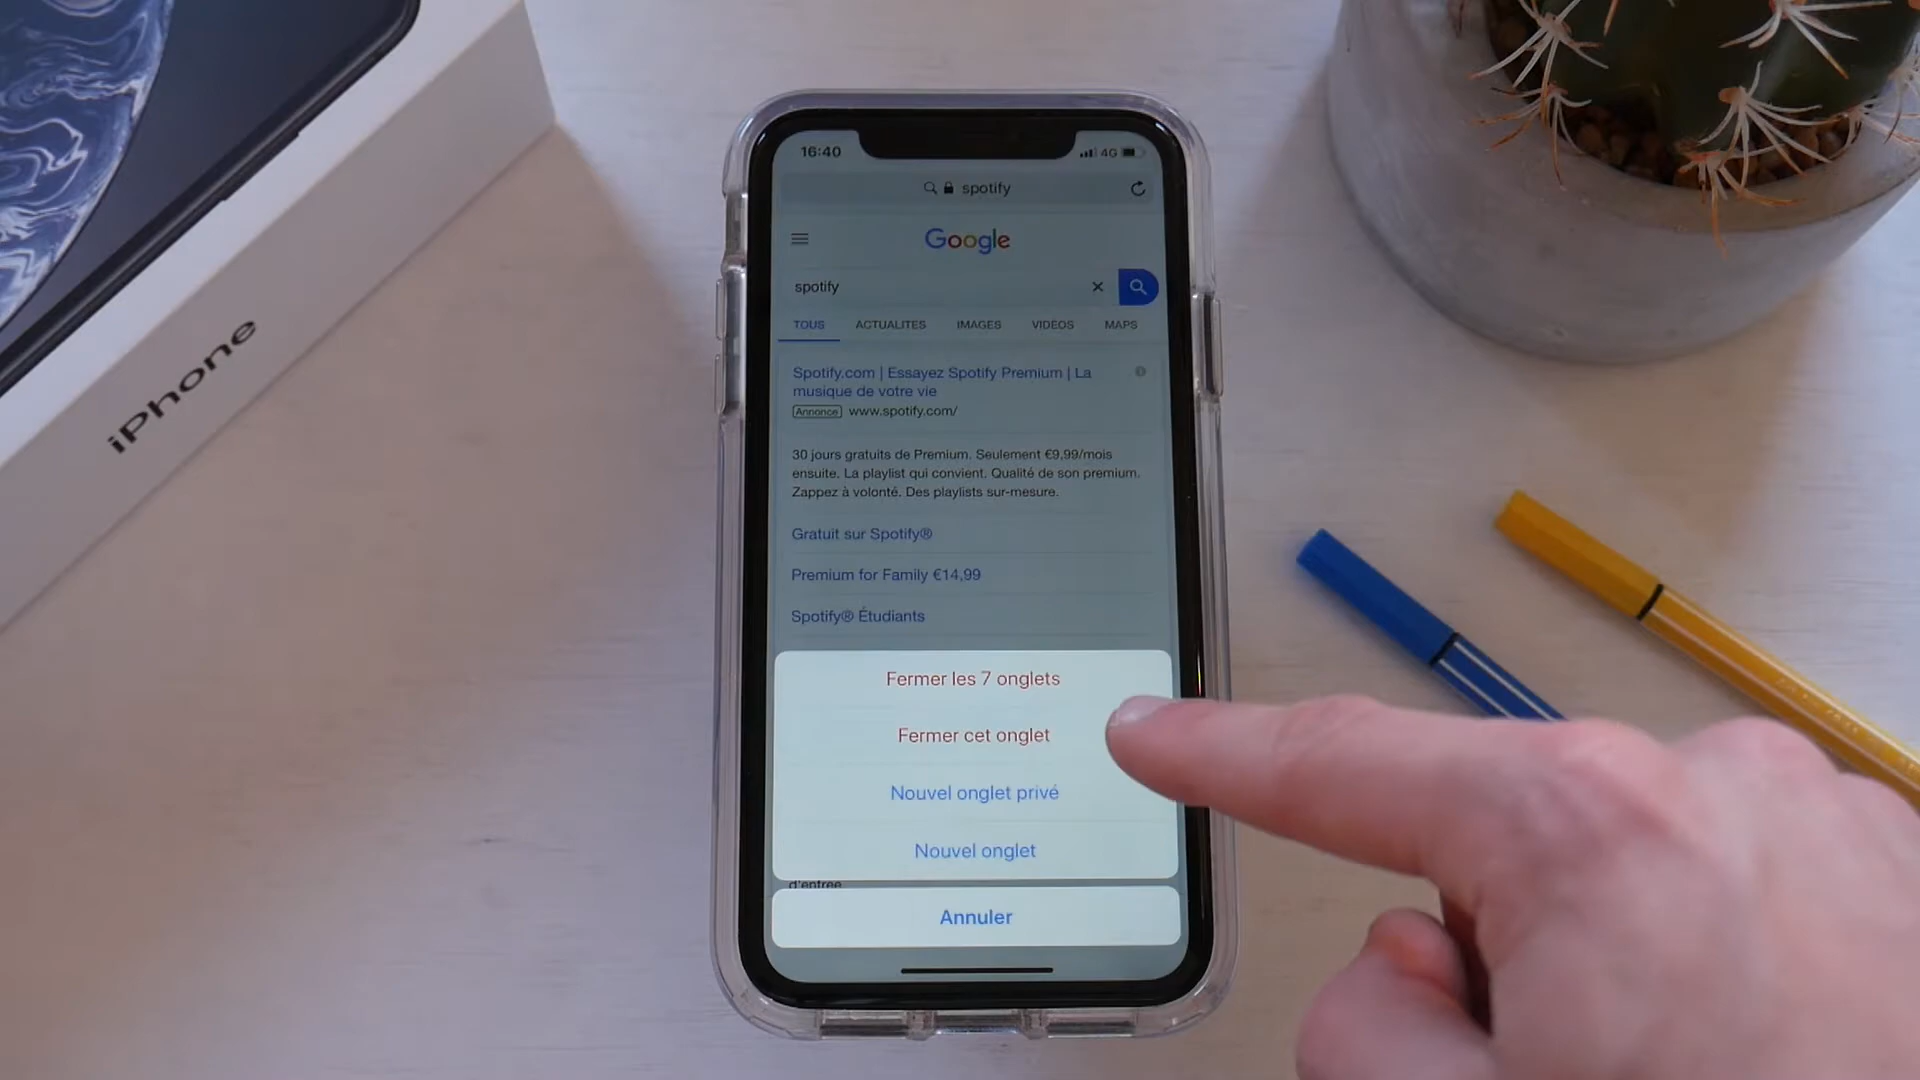 iPhone
16:40
4G
spotify
Google
spotify
TOUS ACTUALITES IMAGES VIDEOS MAPS
Spotify.com | Essayez Spotify Premium | La
musique de votre vie
Annonce www.spotify.com/
30 jours gratuits de Premium. Seulement €9,99/mois
ensuite. La playlist qui convient. Qualité de son premium.
Zappez à volonté. Des playlists sur-mesure.
Gratuit sur Spotify®
Premium for Family €14,99
Spotify® Étudiants
Fermer les 7 onglets
Fermer cet onglet
Nouvel onglet privé
Nouvel onglet
d'entrée
Annuler